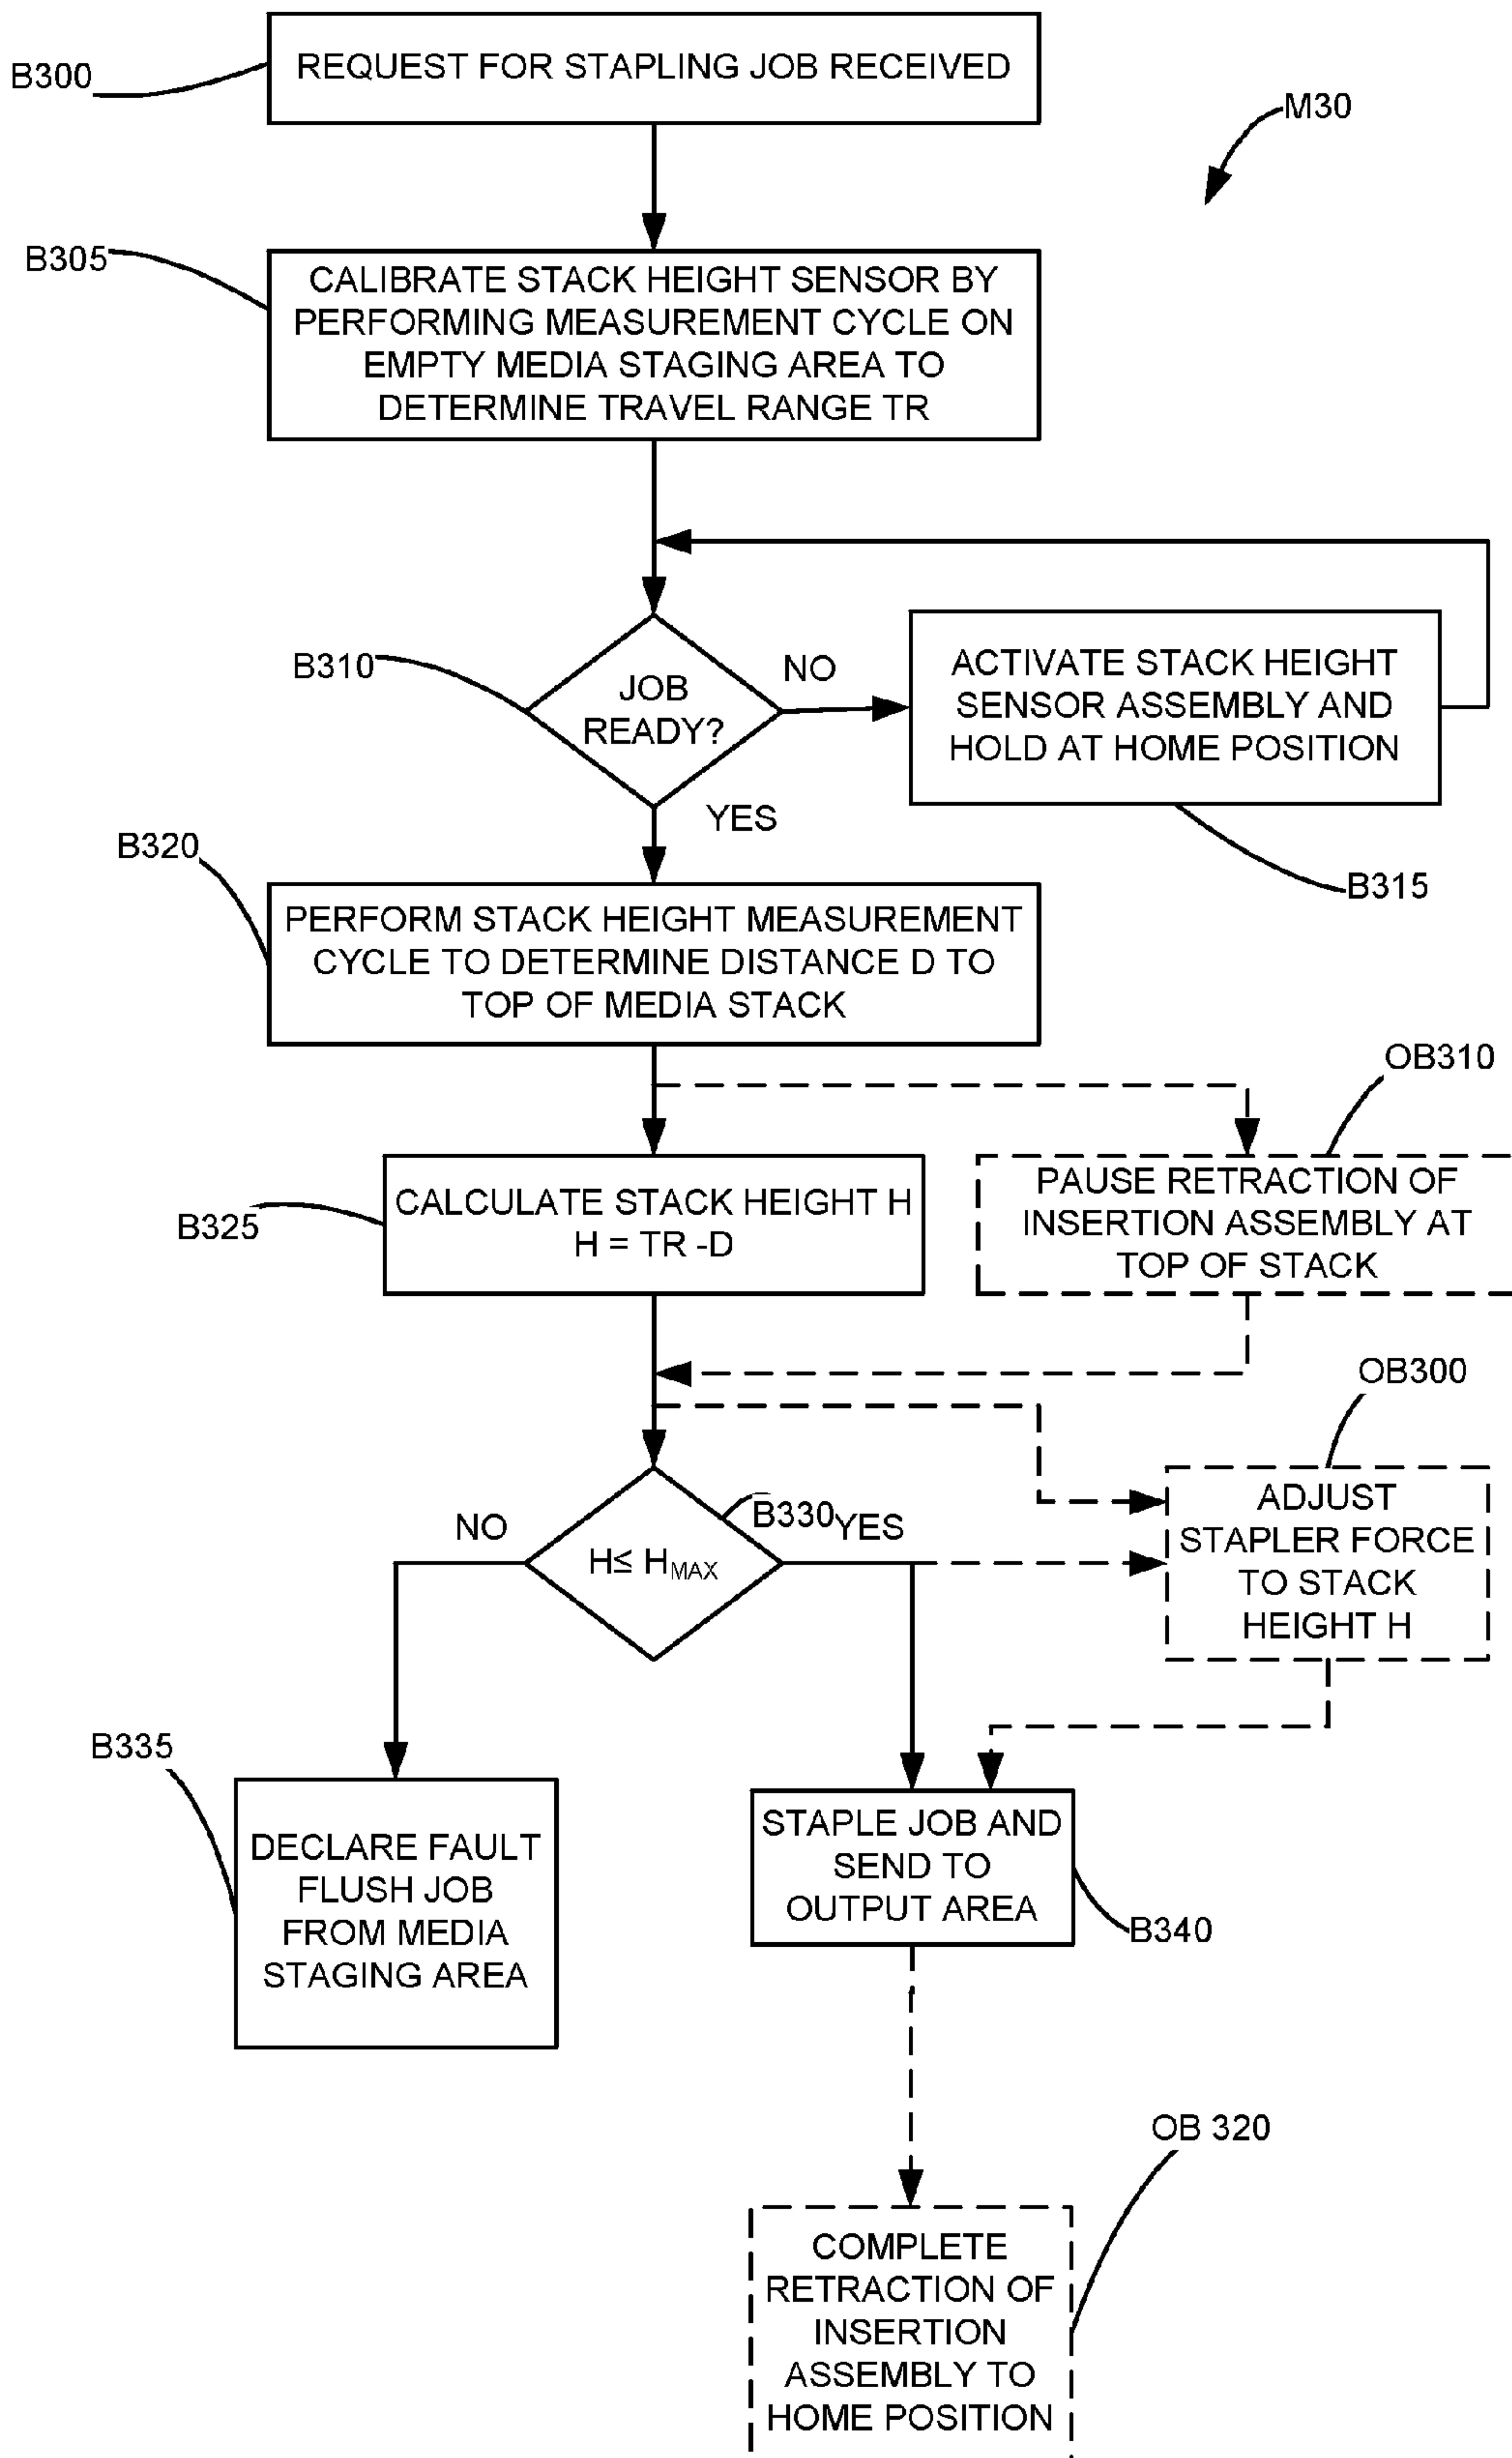 B300
REQUEST FOR STAPLING JOB RECEIVED
M30
B305
CALIBRATE STACK HEIGHT SENSOR BY
PERFORMING MEASUREMENT CYCLE ON
EMPTY MEDIA STAGING AREA TO
DETERMINE TRAVEL RANGE TR
B310
JOB
READY?
NO
ACTIVATE STACK HEIGHT
SENSOR ASSEMBLY AND
HOLD AT HOME POSITION
B315
YES
B320
PERFORM STACK HEIGHT MEASUREMENT
CYCLE TO DETERMINE DISTANCE D TO
TOP OF MEDIA STACK
OB310
PAUSE RETRACTION OF
INSERTION ASSEMBLY AT
TOP OF STACK
B325
CALCULATE STACK HEIGHT H
H = TR -D
OB300
ADJUST
STAPLER FORCE
TO STACK
HEIGHT H
NO
B330
YES
H≤ HMAX
B335
DECLARE FAULT
FLUSH JOB
FROM MEDIA
STAGING AREA
STAPLE JOB AND
SEND TO
OUTPUT AREA
B340
OB 320
COMPLETE
RETRACTION OF
INSERTION
ASSEMBLY TO
HOME POSITION